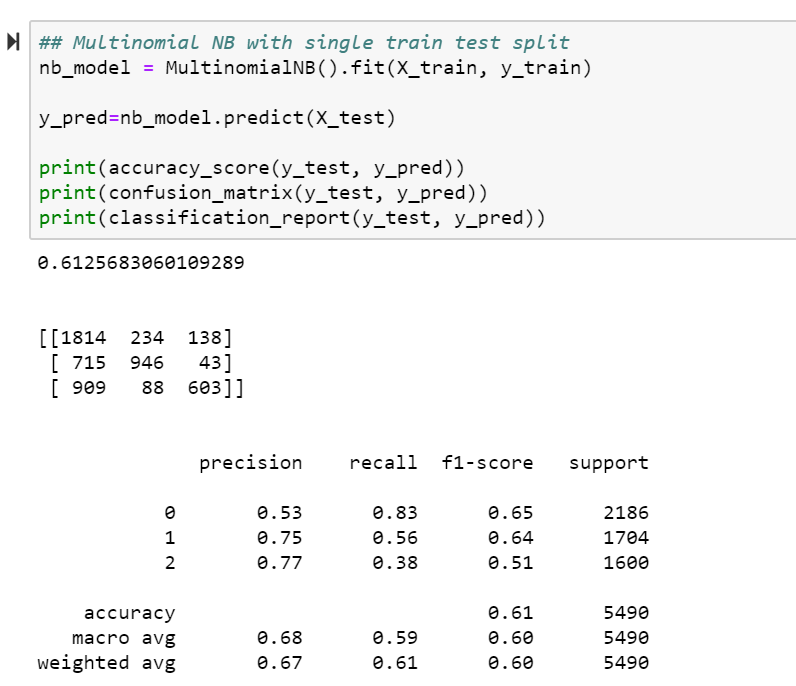 ## Multinomial NB with single train test split
nb_model = MultinomialNB().fit(X_train, y_train)
y_pred=nb_model.predict(X_test)
print(accuracy_score(y_test, y_pred))
print(confusion_matrix(y_test, y_pred))
print(classification_report(y_test, y_pred))
0.6125683060109289
[[1814 234 138]
[ 715 946 43]
[ 909 88 603]]
precision recall f1-score support
0 0.53 0.83 0.65 2186
1 0.75 0.56 0.64 1704
2 0.77 0.38 0.51 1600
accuracy 0.61 5490
macro avg 0.68 0.59 0.60 5490
weighted avg 0.67 0.61 0.60 5490